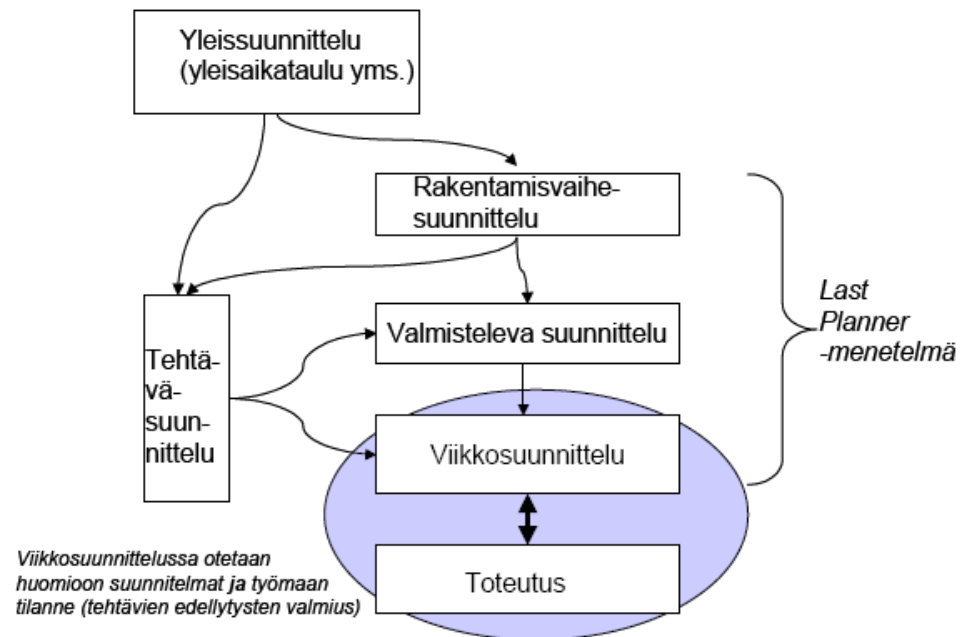 Yleissuunnittelu
(yleisaikataulu yms.)
Rakentamisvaihe-
suunnittelu
Last
Planner
-menetelmä
Valmisteleva suunnittelu
Tehtä-
vä-
suun-
nittelu
Viikkosuunnittelu
Toteutus
Viikkosuunnittelussa otetaan
huomioon suunnitelmat ja työmaan
tilanne (tehtävien edellytysten valmius)